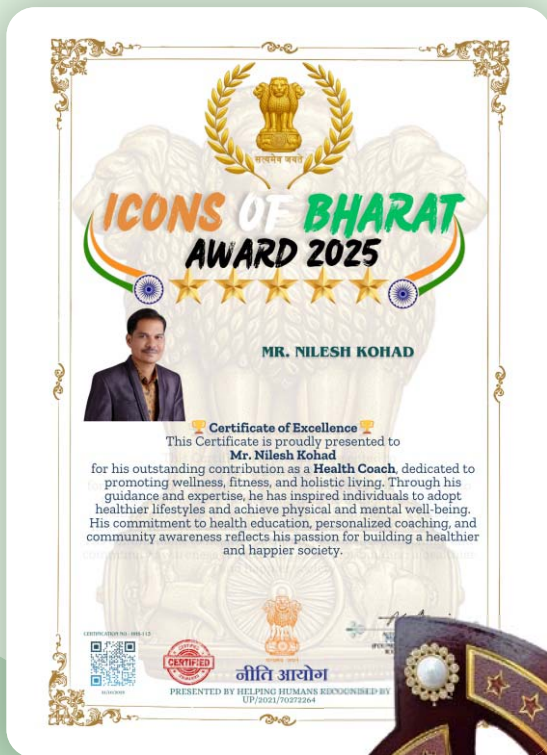 सत्यमेव जयते
ICONS OF BHARAT
AWARD 2025
MR. NILESH KOHAD
🏆 Certificate of Excellence 🏆
This Certificate is proudly presented to
Mr. Nilesh Kohad
for his outstanding contribution as a Health Coach, dedicated to
promoting wellness, fitness, and holistic living. Through his
guidance and expertise, he has inspired individuals to adopt
healthier lifestyles and achieve physical and mental well-being.
His commitment to health education, personalized coaching, and
community awareness reflects his passion for building a healthier
and happier society.
CERTIFIED
नीति आयोग
PRESENTED BY HELPING HUMANS RECOGNISED BY
UP/2021/70272264